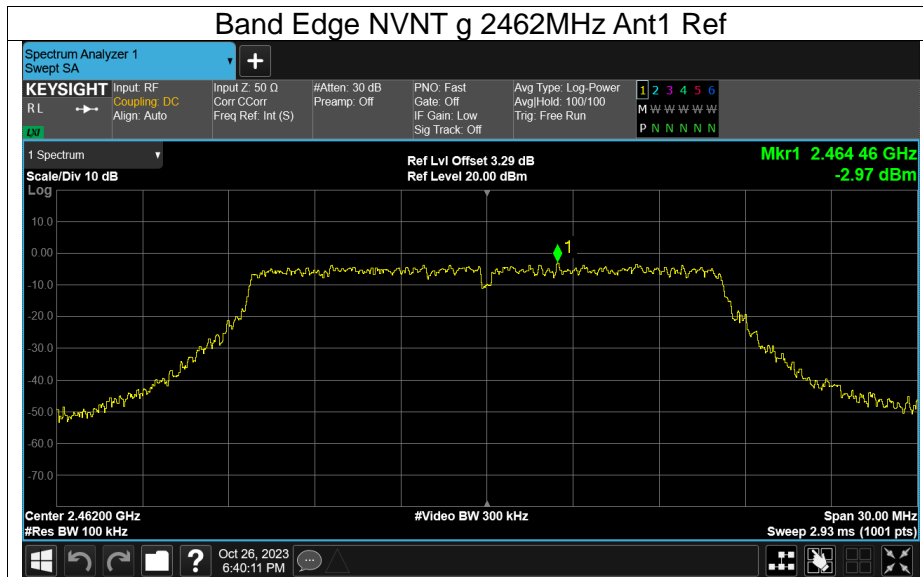 Band Edge NVNT g 2462MHz Ant1 Ref
Spectrum Analyzer 1
Swept SA
KEYSIGHT
RL
LXI
Input: RF
Coupling: DC
Align: Auto
Input Z: 50 Ω
Corr CCorr
Freq Ref: Int (S)
#Atten: 30 dB
Preamp: Off
PNO: Fast
Gate: Off
IF Gain: Low
Sig Track: Off
Avg Type: Log-Power
Avg|Hold: 100/100
Trig: Free Run
1 2 3 4 5 6
M W W W W W
P N N N N N
1 Spectrum
Scale/Div 10 dB
Ref Lvl Offset 3.29 dB
Ref Level 20.00 dBm
Mkr1 2.464 46 GHz
-2.97 dBm
Log
10.0
0.00
-10.0
-20.0
-30.0
-40.0
-50.0
-60.0
-70.0
1
Center 2.46200 GHz
#Res BW 100 kHz
#Video BW 300 kHz
Span 30.00 MHz
Sweep 2.93 ms (1001 pts)
?
Oct 26, 2023
6:40:11 PM